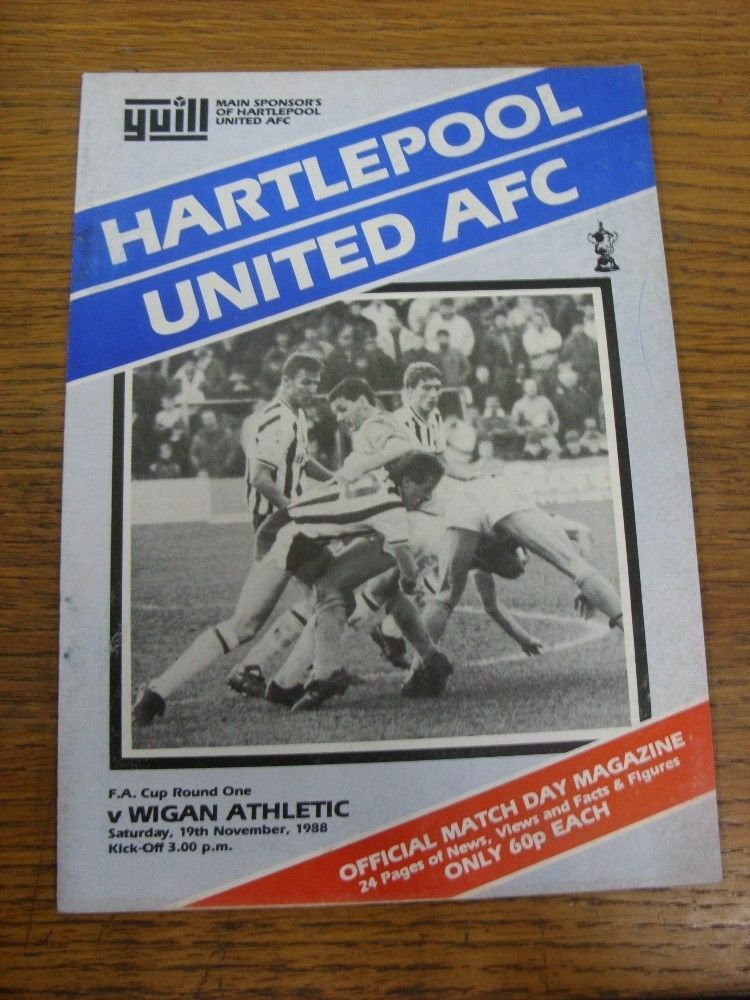 yuill
MAIN SPONSOR'S
OF HARTLEPOOL
UNITED AFC
HARTLEPOOL
UNITED AFC
F.A. Cup Round One
v WIGAN ATHLETIC
Saturday, 19th November, 1988
Kick-Off 3.00 p.m.
OFFICIAL MATCH DAY MAGAZINE
24 Pages of News, Views and Facts & Figures
ONLY 60p EACH